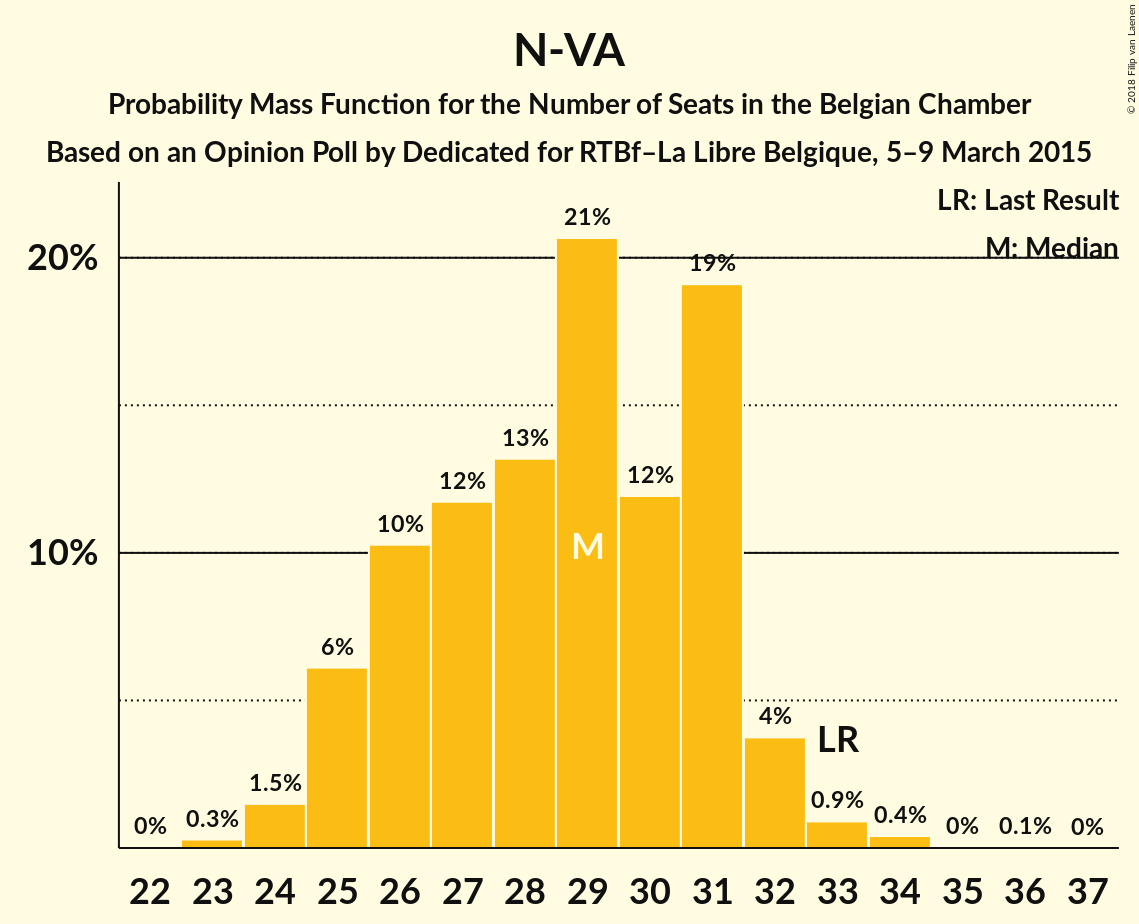 N-VA
Probability Mass Function for the Number of Seats in the Belgian Chamber
Based on an Opinion Poll by Dedicated for RTBf–La Libre Belgique, 5–9 March 2015
© 2018 Filip van Laenen
LR: Last Result
M: Median
20%
10%
0%
0.3%
1.5%
6%
10%
12%
13%
21%
12%
19%
4%
0.9%
0.4%
0%
0.1%
0%
M
LR
22 23 24 25 26 27 28 29 30 31 32 33 34 35 36 37